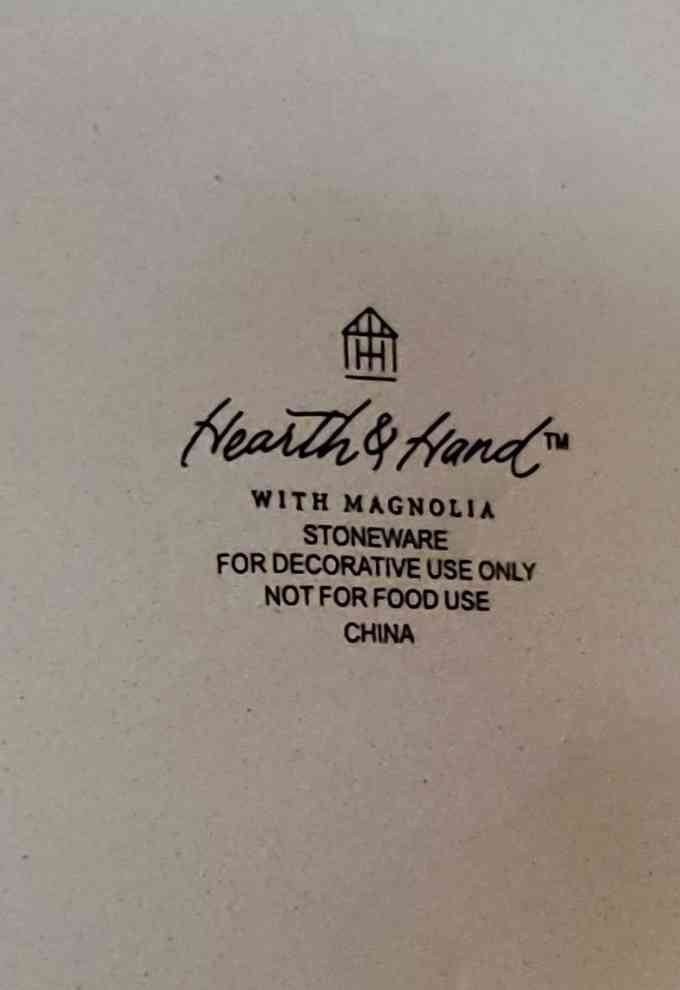 Hearth & Hand™
WITH MAGNOLIA
STONEWARE
FOR DECORATIVE USE ONLY
NOT FOR FOOD USE
CHINA